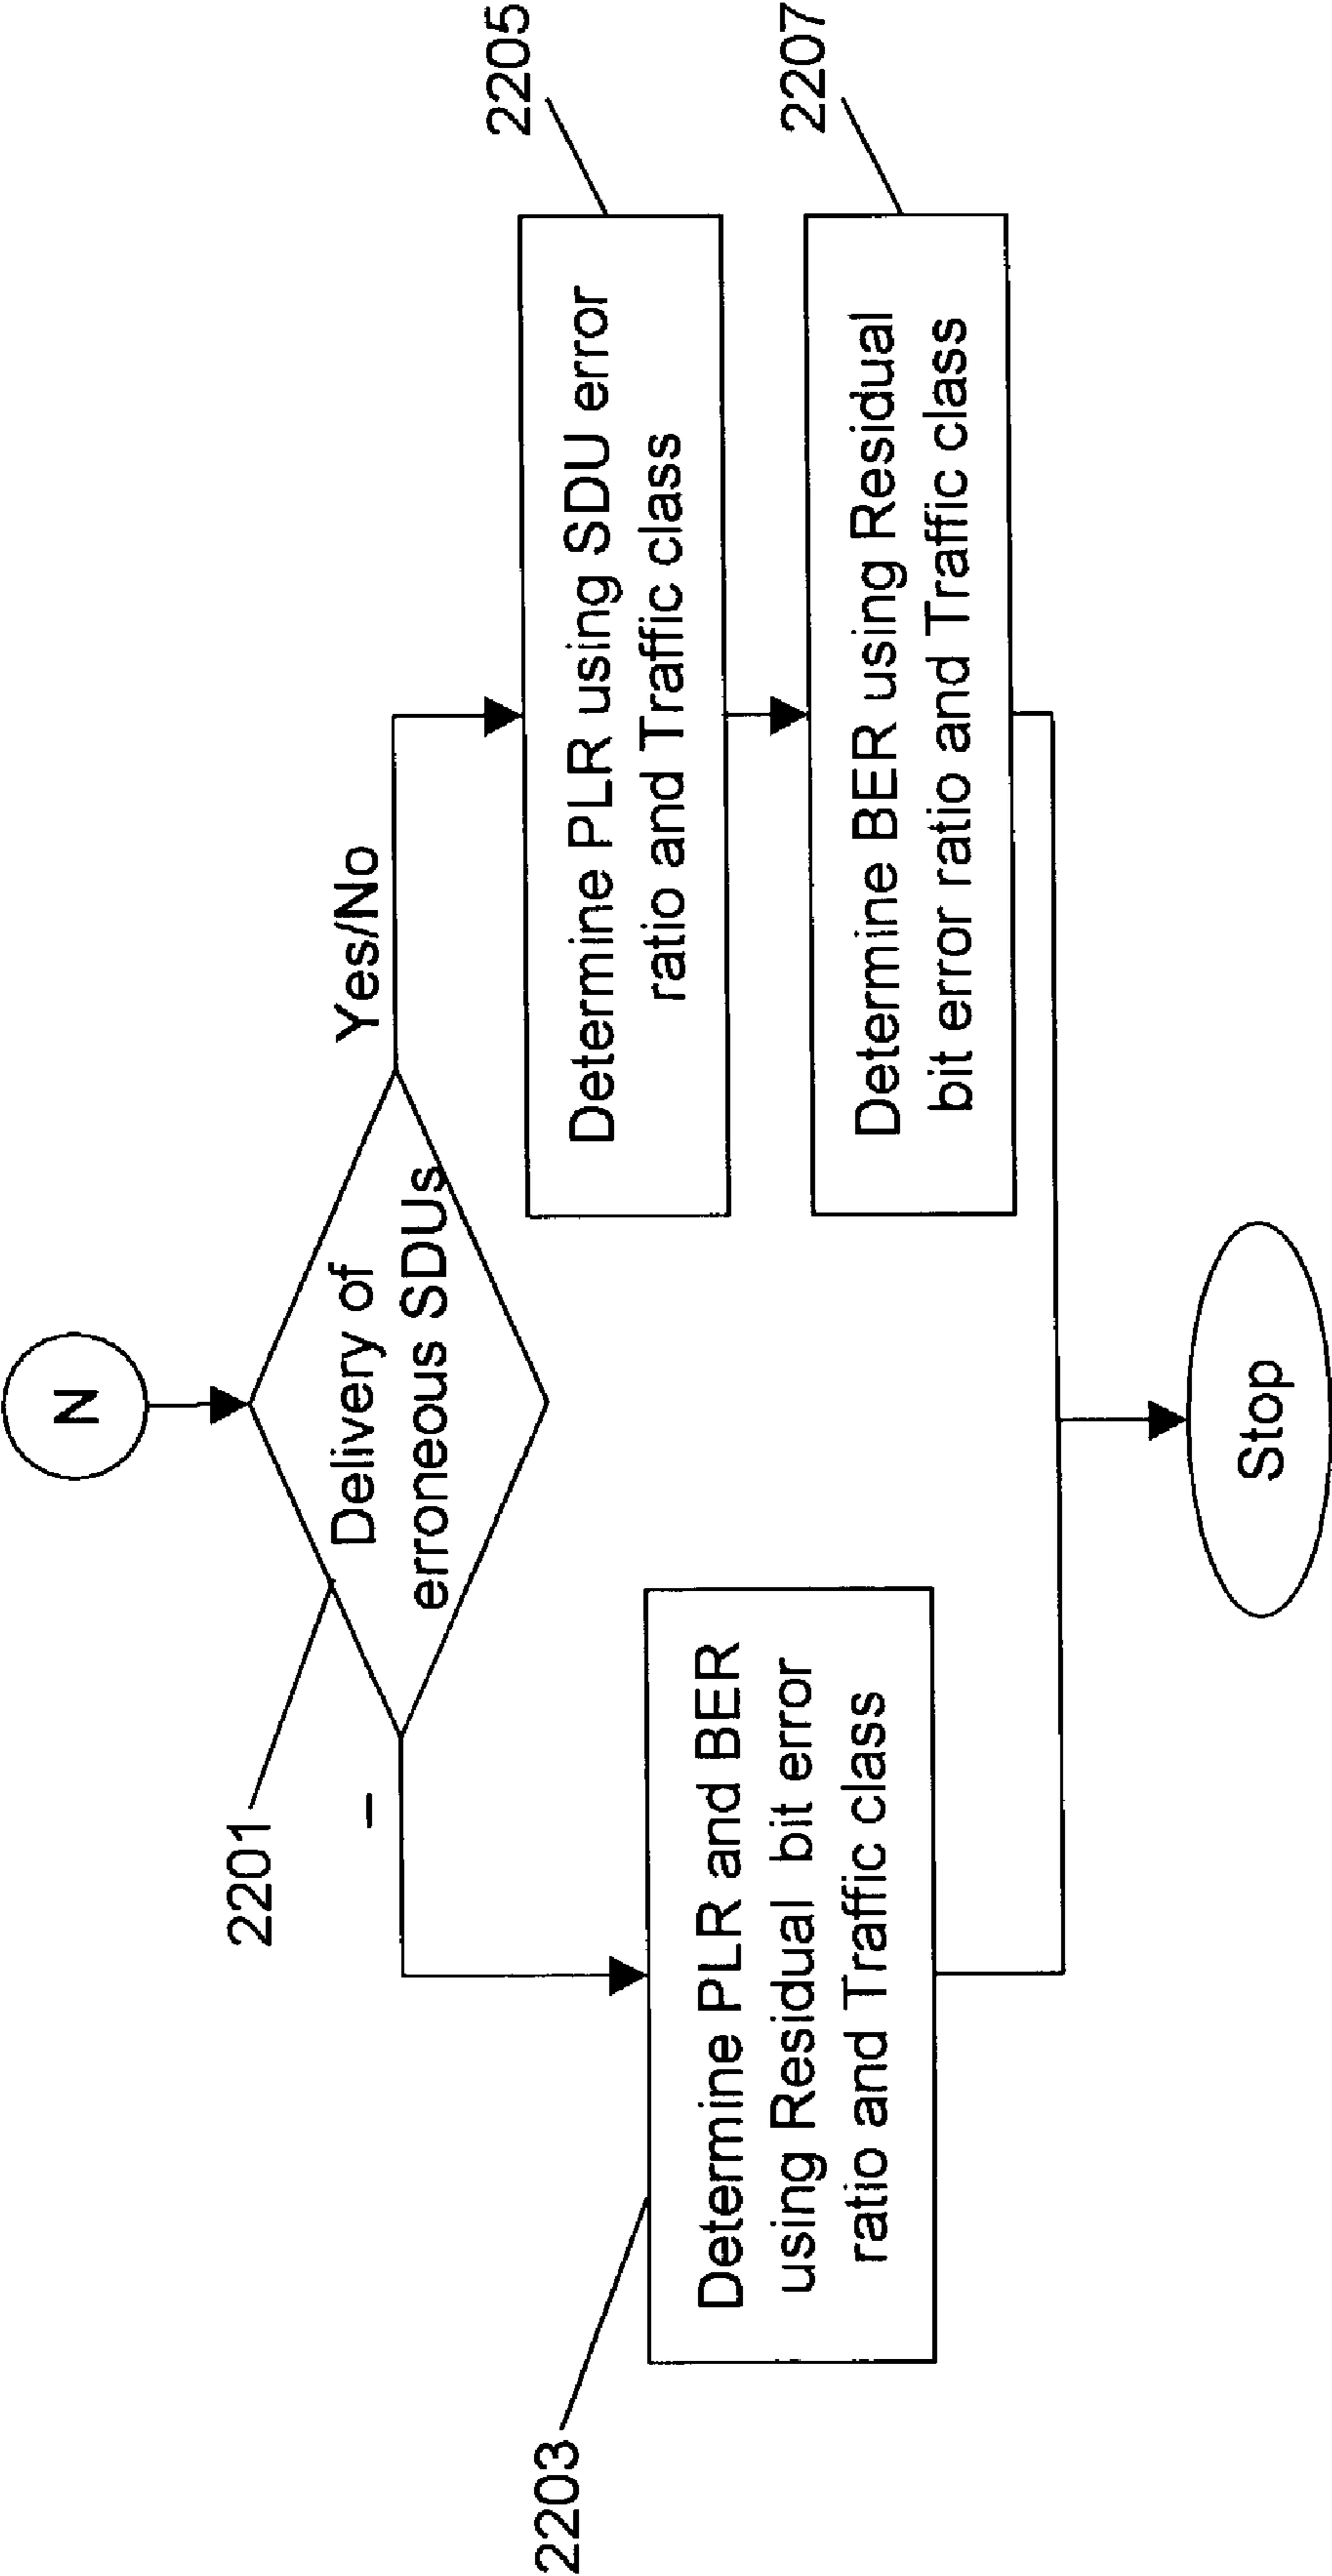 N
2201
Delivery of
erroneous SDUs
–
Yes/No
2203
Determine PLR and BER
using Residual bit error
ratio and Traffic class
2205
Determine PLR using SDU error
ratio and Traffic class
2207
Determine BER using Residual
bit error ratio and Traffic class
Stop